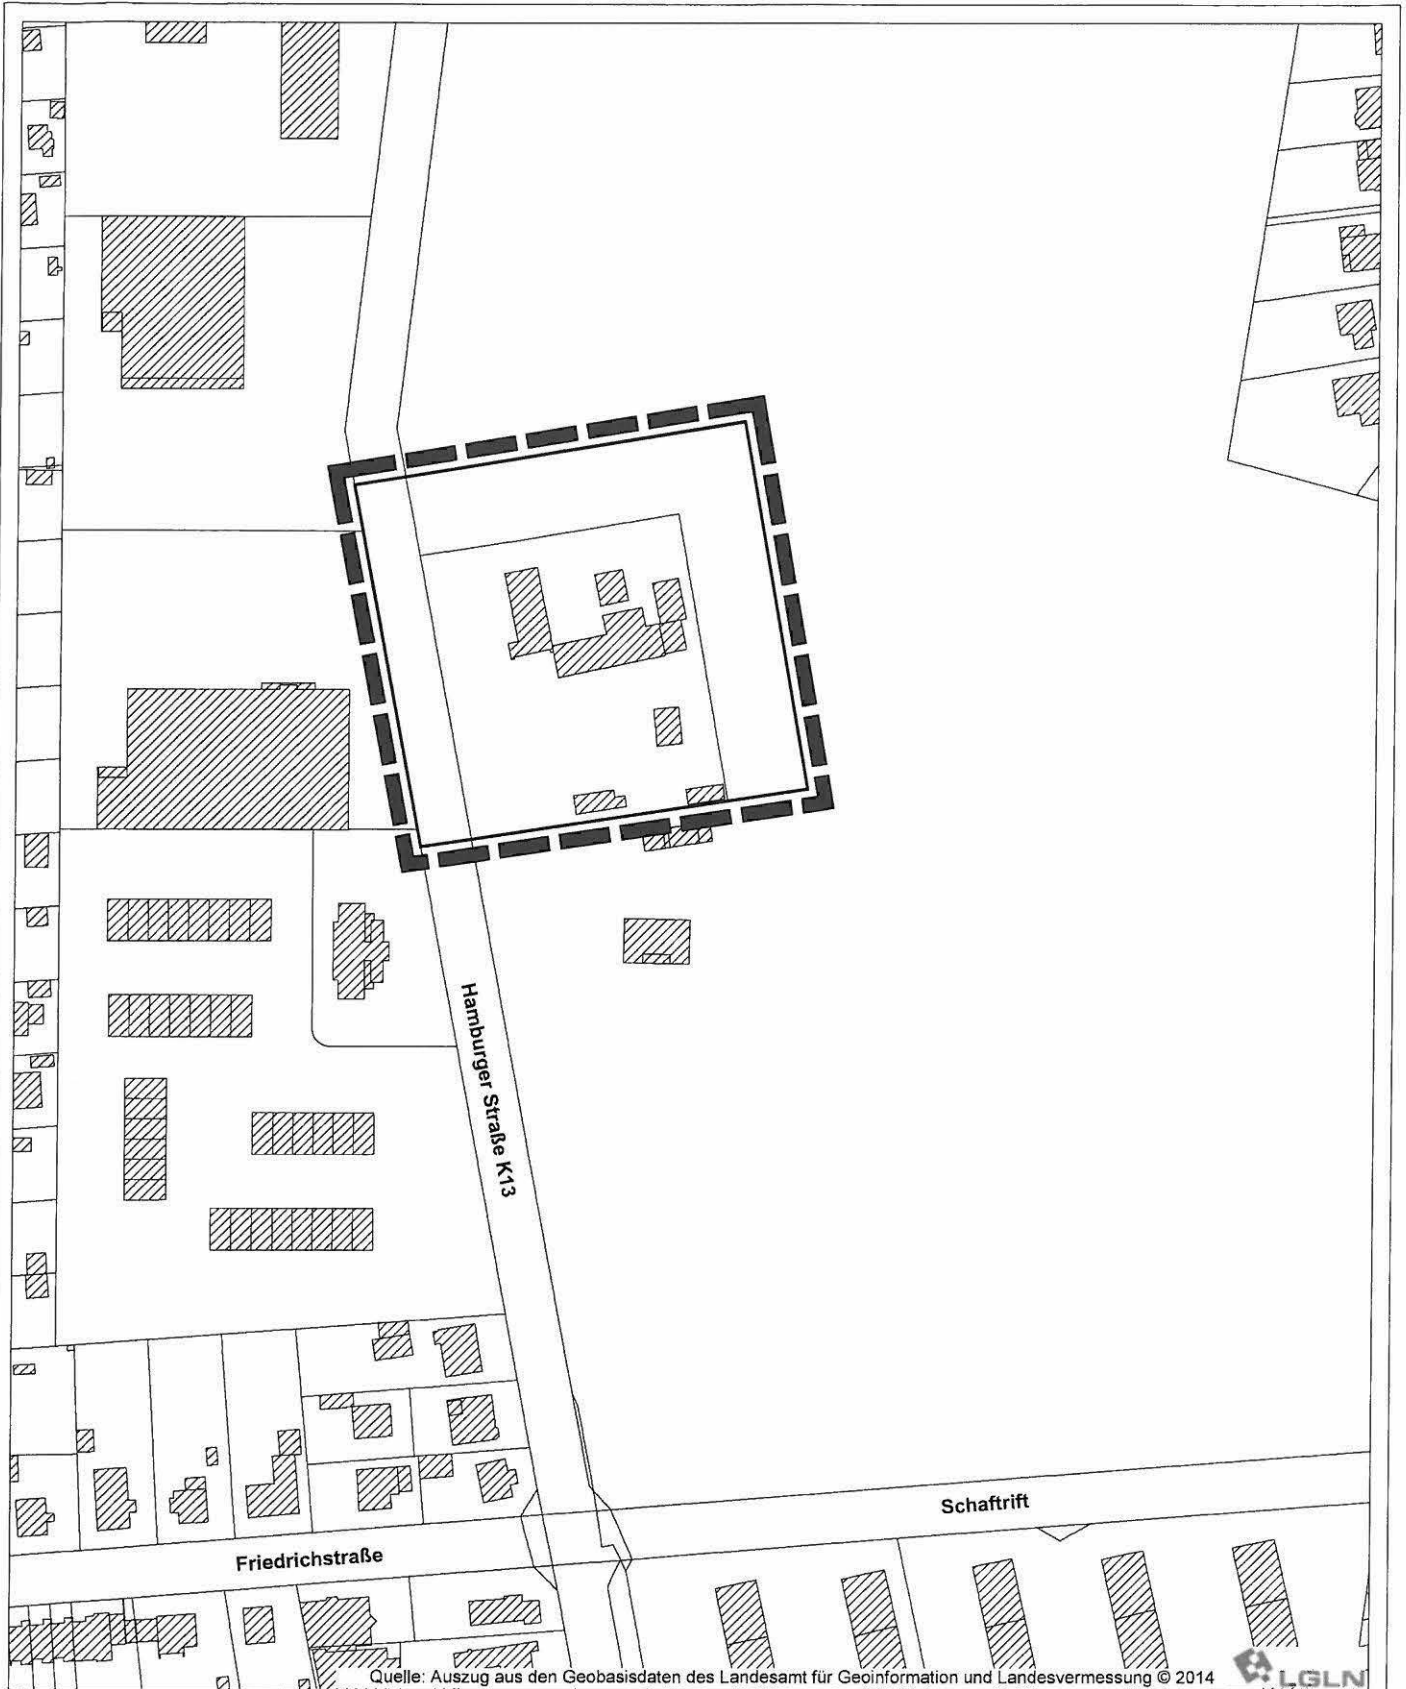 Hamburger Straße K13
Schaftrift
Friedrichstraße
Quelle: Auszug aus den Geobasisdaten des Landesamt für Geoinformation und Landesvermessung © 2014
LGLN